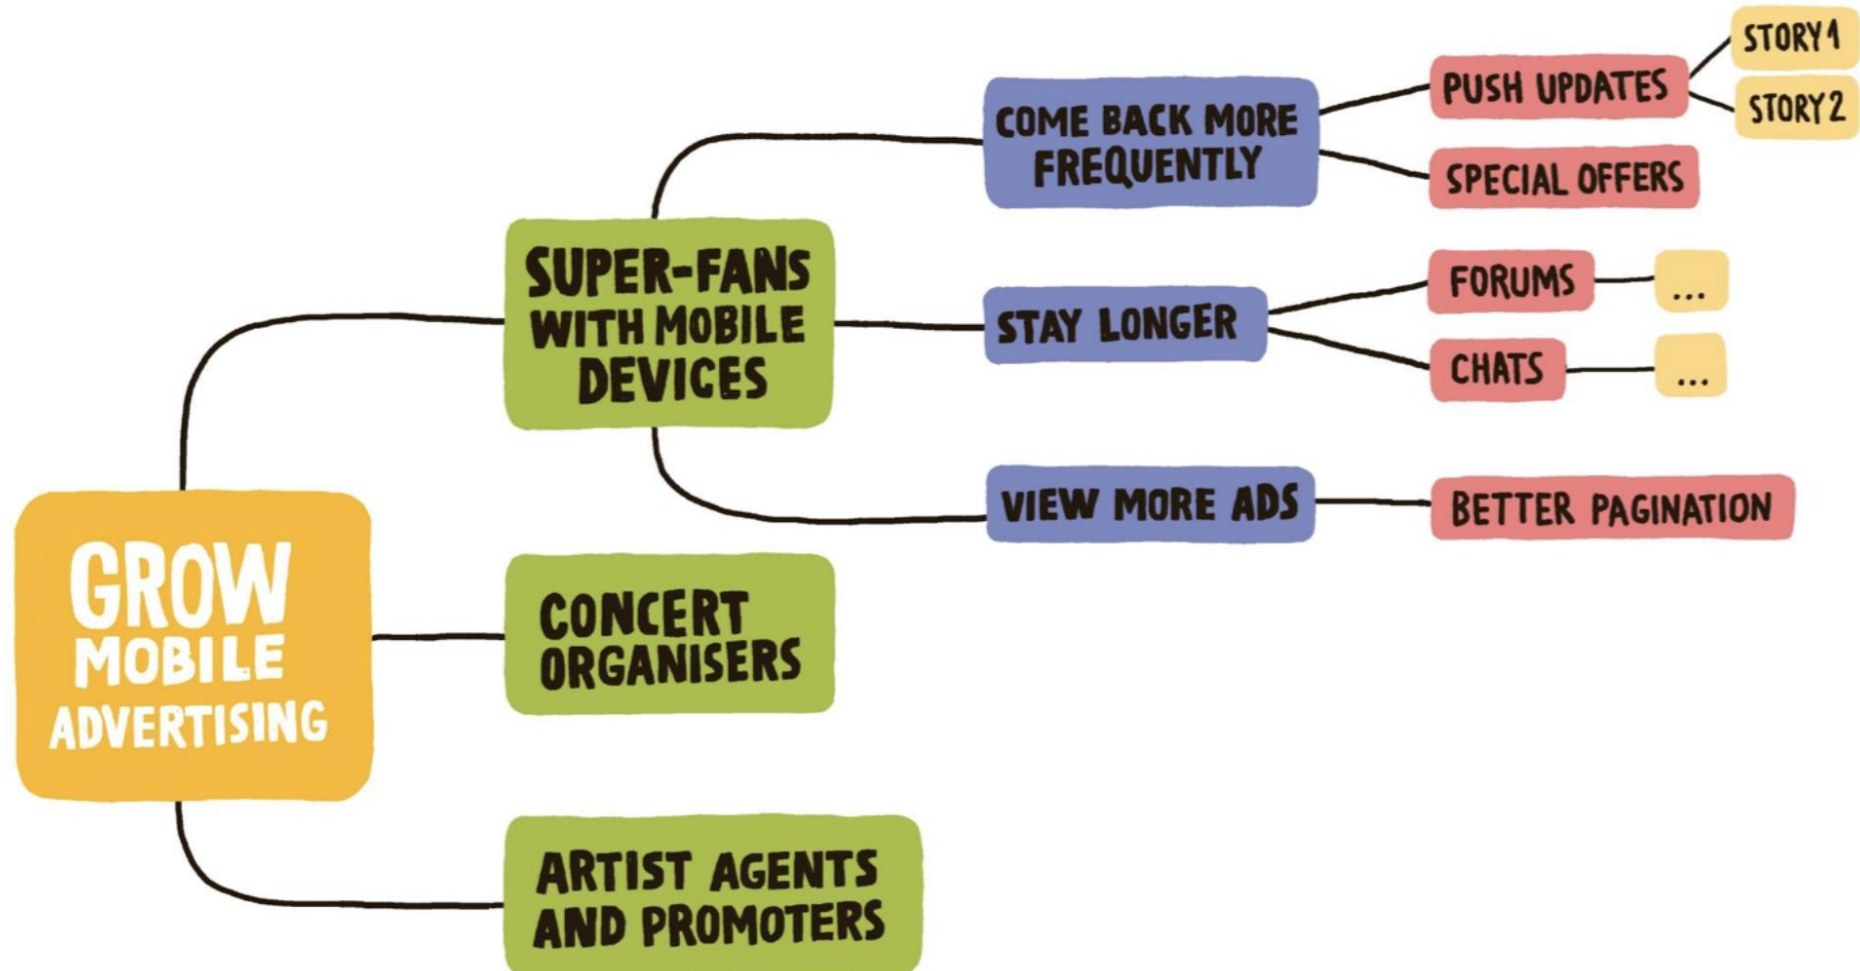 GROW
MOBILE
ADVERTISING
SUPER-FANS
WITH MOBILE
DEVICES
COME BACK MORE
FREQUENTLY
PUSH UPDATES
STORY 1
STORY 2
SPECIAL OFFERS
STAY LONGER
FORUMS
...
CHATS
...
VIEW MORE ADS
BETTER PAGINATION
CONCERT
ORGANISERS
ARTIST AGENTS
AND PROMOTERS